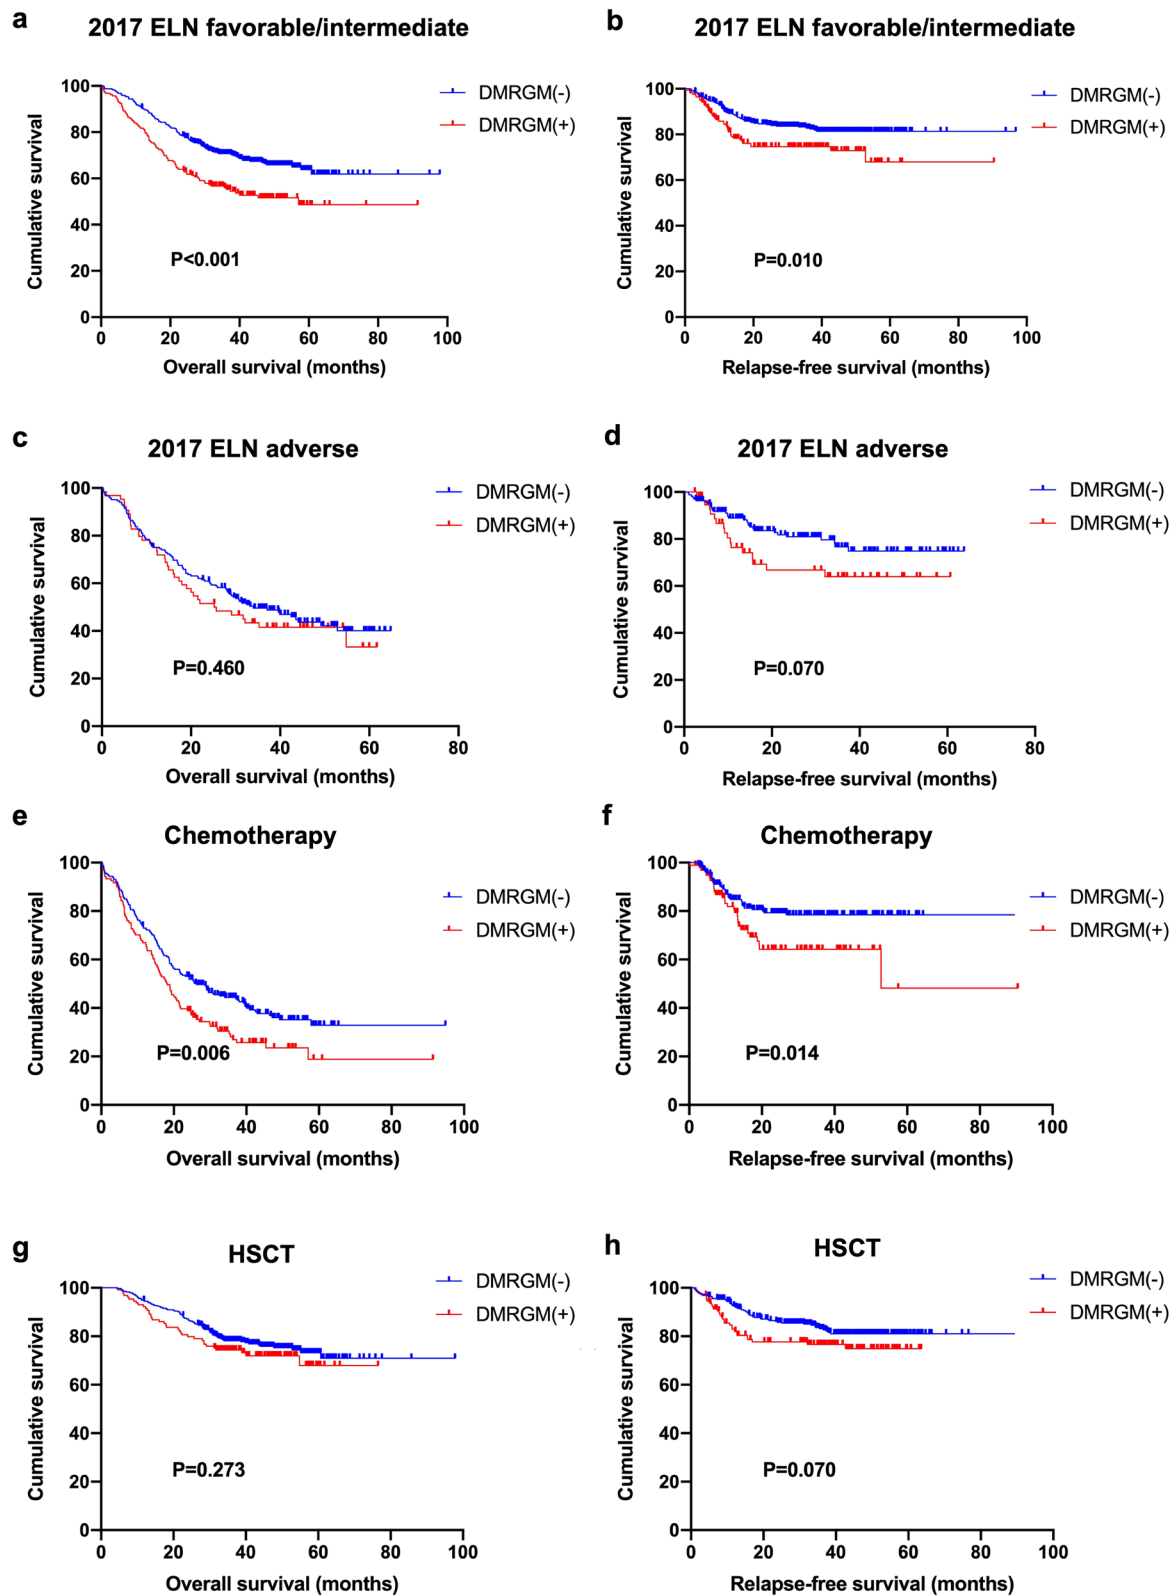 a
2017 ELN favorable/intermediate
Cumulative survival
100
80
60
40
20
0
DMRGM(-)
DMRGM(+)
P<0.001
0 20 40 60 80 100
Overall survival (months)
b
2017 ELN favorable/intermediate
Cumulative survival
100
80
60
40
20
0
DMRGM(-)
DMRGM(+)
P=0.010
0 20 40 60 80 100
Relapse-free survival (months)
c
2017 ELN adverse
Cumulative survival
100
80
60
40
20
0
DMRGM(-)
DMRGM(+)
P=0.460
0 20 40 60 80
Overall survival (months)
d
2017 ELN adverse
Cumulative survival
100
80
60
40
20
0
DMRGM(-)
DMRGM(+)
P=0.070
0 20 40 60 80
Relapse-free survival (months)
e
Chemotherapy
Cumulative survival
100
80
60
40
20
0
DMRGM(-)
DMRGM(+)
P=0.006
0 20 40 60 80 100
Overall survival (months)
f
Chemotherapy
Cumulative survival
100
80
60
40
20
0
DMRGM(-)
DMRGM(+)
P=0.014
0 20 40 60 80 100
Relapse-free survival (months)
g
HSCT
Cumulative survival
100
80
60
40
20
0
DMRGM(-)
DMRGM(+)
P=0.273
0 20 40 60 80 100
Overall survival (months)
h
HSCT
Cumulative survival
100
80
60
40
20
0
DMRGM(-)
DMRGM(+)
P=0.070
0 20 40 60 80 100
Relapse-free survival (months)